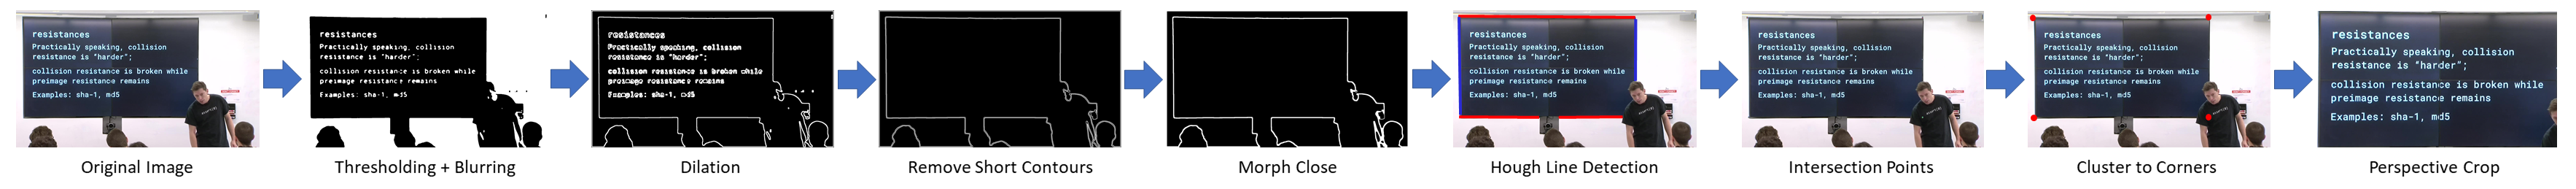 resistances
Practically speaking, collision
resistance is "harder";
collision resistance is broken while
preimage resistance remains
Examples: sha-1, md5
Original Image
resistances
Practically speaking, collision
resistance is "harder";
collision resistance is broken while
preimage resistance remains
Examples: sha-1, md5
Thresholding + Blurring
resistances
Practically speaking, collision
resistance is "harder";
collision resistance is broken while
preimage resistance remains
Examples: sha-1, md5
Dilation
Remove Short Contours
Morph Close
resistances
Practically speaking, collision
resistance is "harder";
collision resistance is broken while
preimage resistance remains
Examples: sha-1, md5
Hough Line Detection
resistances
Practically speaking, collision
resistance is "harder";
collision resistance is broken while
preimage resistance remains
Examples: sha-1, md5
Intersection Points
resistances
Practically speaking, collision
resistance is "harder";
collision resistance is broken while
preimage resistance remains
Examples: sha-1, md5
Cluster to Corners
resistances
Practically speaking, collision
resistance is "harder";
collision resistance is broken while
preimage resistance remains
Examples: sha-1, md5
Perspective Crop